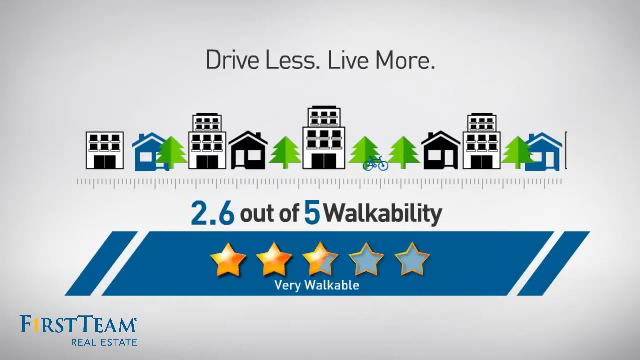 Drive Less. Live More.
2.6 out of 5 Walkability
Very Walkable
FIRSTTEAM®
REAL ESTATE